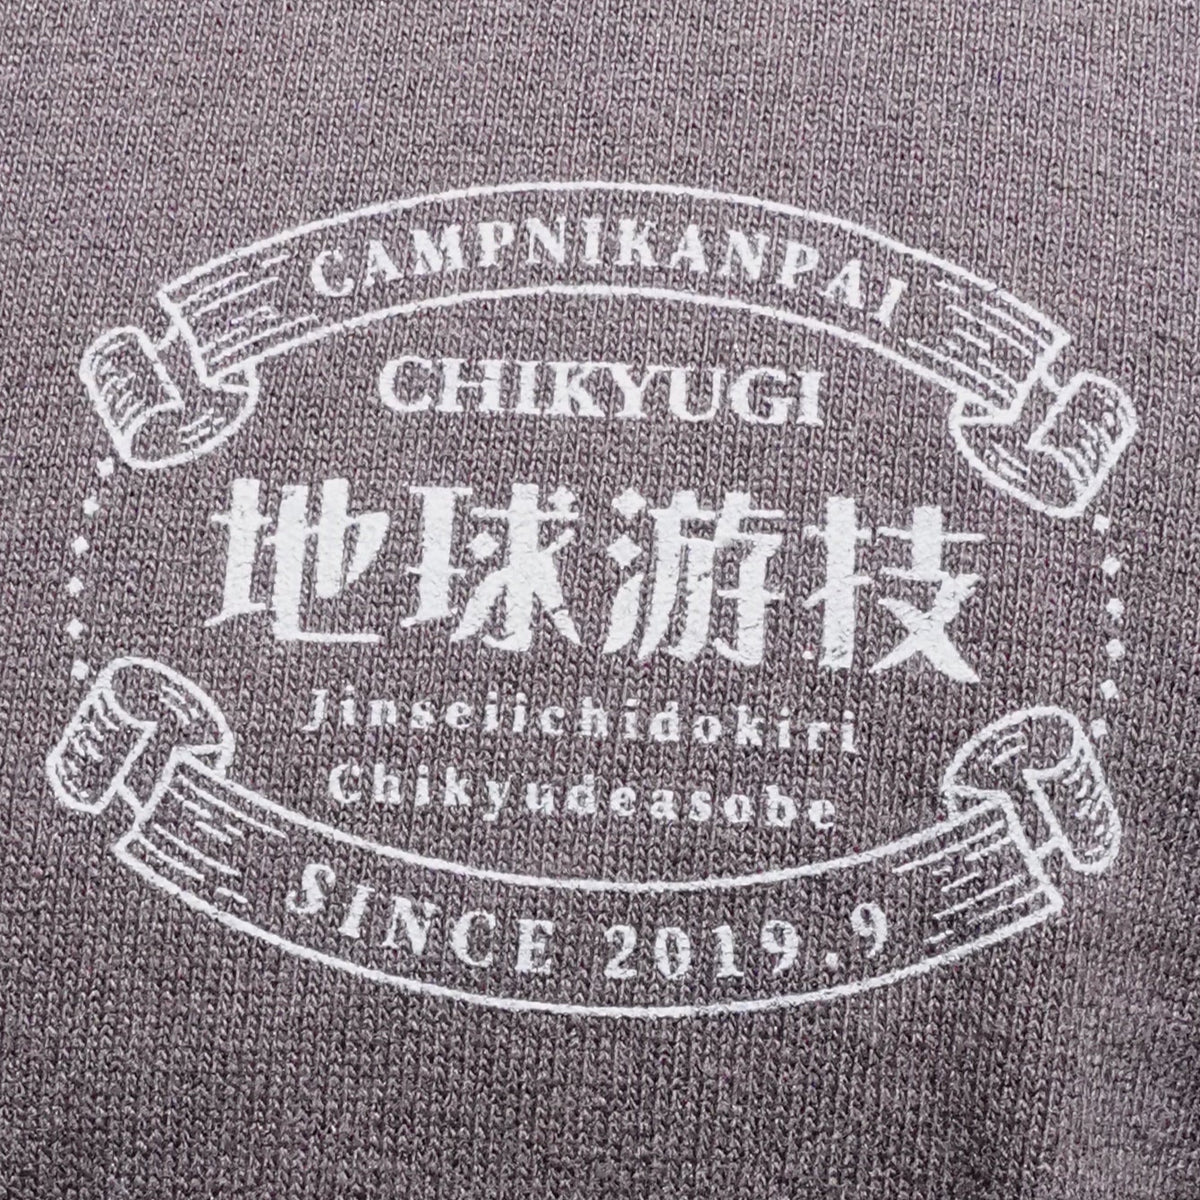 CAMPNIKANPAI
CHIKYUGI
地球游技
Jinseiichidokiri
Chikyudeasobe
SINCE 2019.9